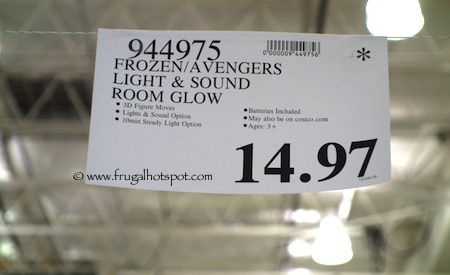 944975
0000009449756
*
FROZEN/AVENGERS
LIGHT & SOUND
ROOM GLOW
• 3D Figure Moves
• Lights & Sound Option
• 10min Steady Light Option
• Batteries Included
• May also be on costco.com
• Ages: 3+
14.97
© www.frugalhotspot.com